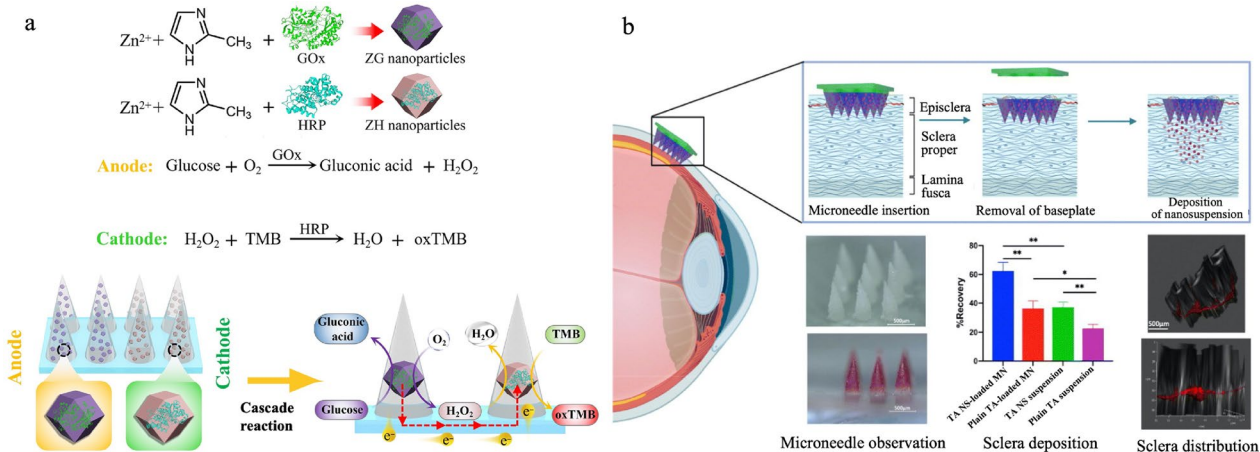 a
Zn²⁺+
N
N
H
CH₃
+
GOx
ZG nanoparticles
Zn²⁺+
N
N
H
CH₃
+
HRP
ZH nanoparticles
Anode: Glucose + O₂ GOx Gluconic acid + H₂O₂
Cathode: H₂O₂ + TMB HRP H₂O + oxTMB
Anode
Cathode
Cascade
reaction
Gluconic
acid
O₂
H₂O
TMB
Glucose
H₂O₂
oxTMB
e⁻
e⁻
e⁻
e⁻
b
Episclera
Sclera
proper
Lamina
fusca
Microneedle insertion
Removal of baseplate
Deposition
of nanosuspension
500μm
500μm
Microneedle observation
%Recovery
80
60
40
20
0
**
**
*
**
TA NS-loaded MN
Plain TA-loaded MN
TA NS suspension
Plain TA suspension
Sclera deposition
500μm
Sclera distribution